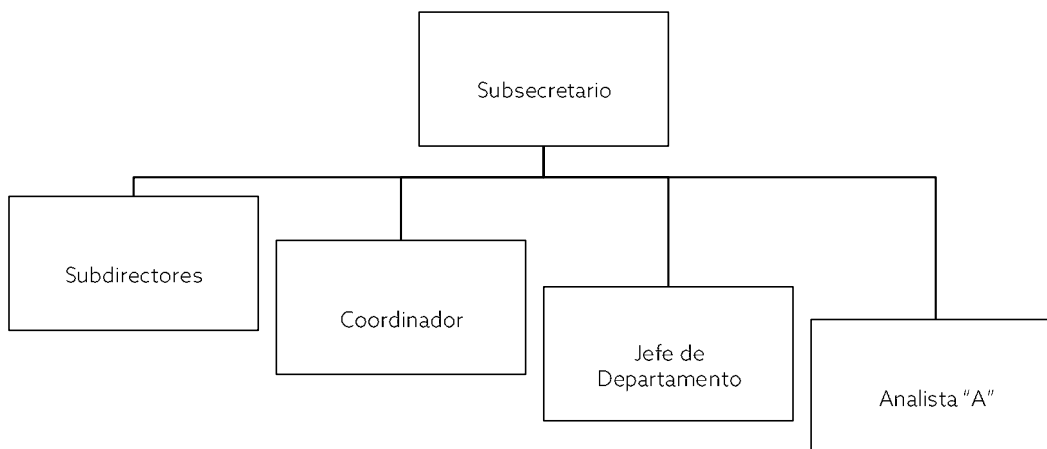 Subsecretario
Subdirectores
Coordinador
Jefe de
Departamento
Analista “A”